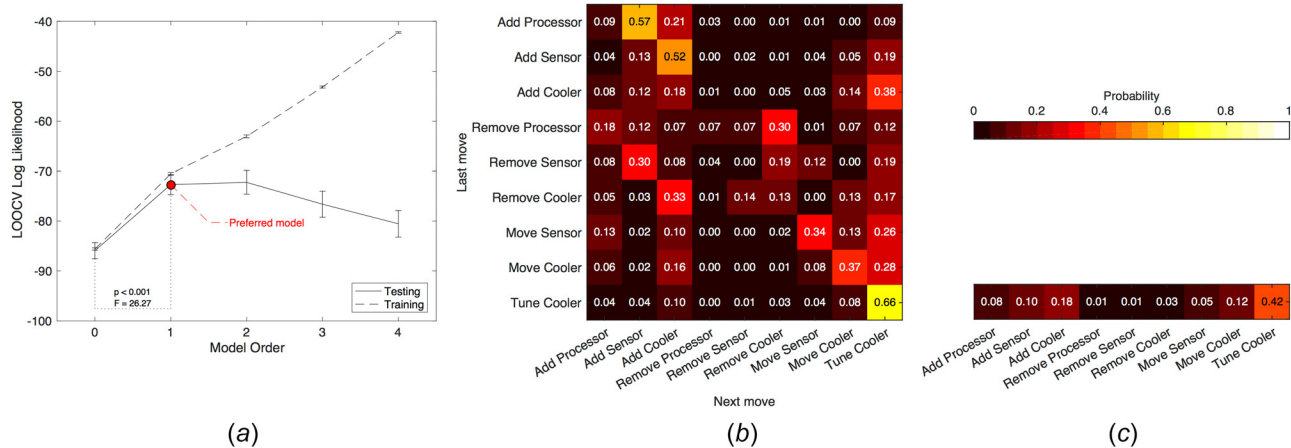 -40
-50
-60
-70
-80
-90
-100
LOOCV Log Likelihood
Preferred model
p < 0.001
F = 26.27
Testing
Training
0 1 2 3 4
Model Order
(a)
Last move
Add Processor 0.09 0.57 0.21 0.03 0.00 0.01 0.01 0.00 0.09
Add Sensor 0.04 0.13 0.52 0.00 0.02 0.01 0.04 0.05 0.19
Add Cooler 0.08 0.12 0.18 0.01 0.00 0.05 0.03 0.14 0.38
Remove Processor 0.18 0.12 0.07 0.07 0.07 0.30 0.01 0.07 0.12
Remove Sensor 0.08 0.30 0.08 0.04 0.00 0.19 0.12 0.00 0.19
Remove Cooler 0.05 0.03 0.33 0.01 0.14 0.13 0.00 0.13 0.17
Move Sensor 0.13 0.02 0.10 0.00 0.00 0.02 0.34 0.13 0.26
Move Cooler 0.06 0.02 0.16 0.00 0.00 0.01 0.08 0.37 0.28
Tune Cooler 0.04 0.04 0.10 0.00 0.01 0.03 0.04 0.08 0.66
Add Processor
Add Sensor
Add Cooler
Remove Processor
Remove Sensor
Remove Cooler
Move Sensor
Move Cooler
Tune Cooler
Next move
(b)
Probability
0 0.2 0.4 0.6 0.8 1
0.08 0.10 0.18 0.01 0.01 0.03 0.05 0.12 0.42
Add Processor
Add Sensor
Add Cooler
Remove Processor
Remove Sensor
Remove Cooler
Move Sensor
Move Cooler
Tune Cooler
(c)